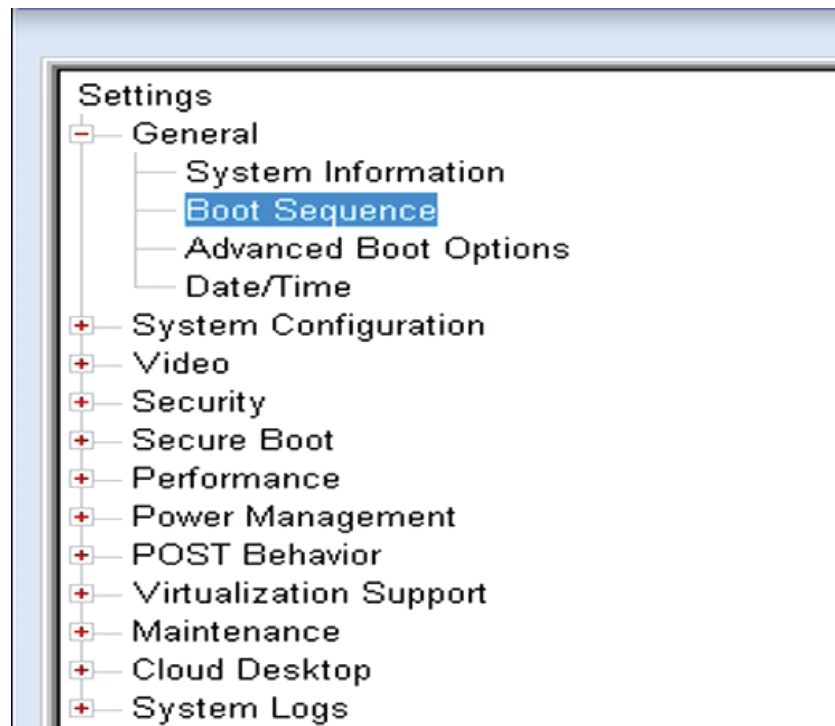 Settings
General
System Information
Boot Sequence
Advanced Boot Options
Date/Time
System Configuration
Video
Security
Secure Boot
Performance
Power Management
POST Behavior
Virtualization Support
Maintenance
Cloud Desktop
System Logs